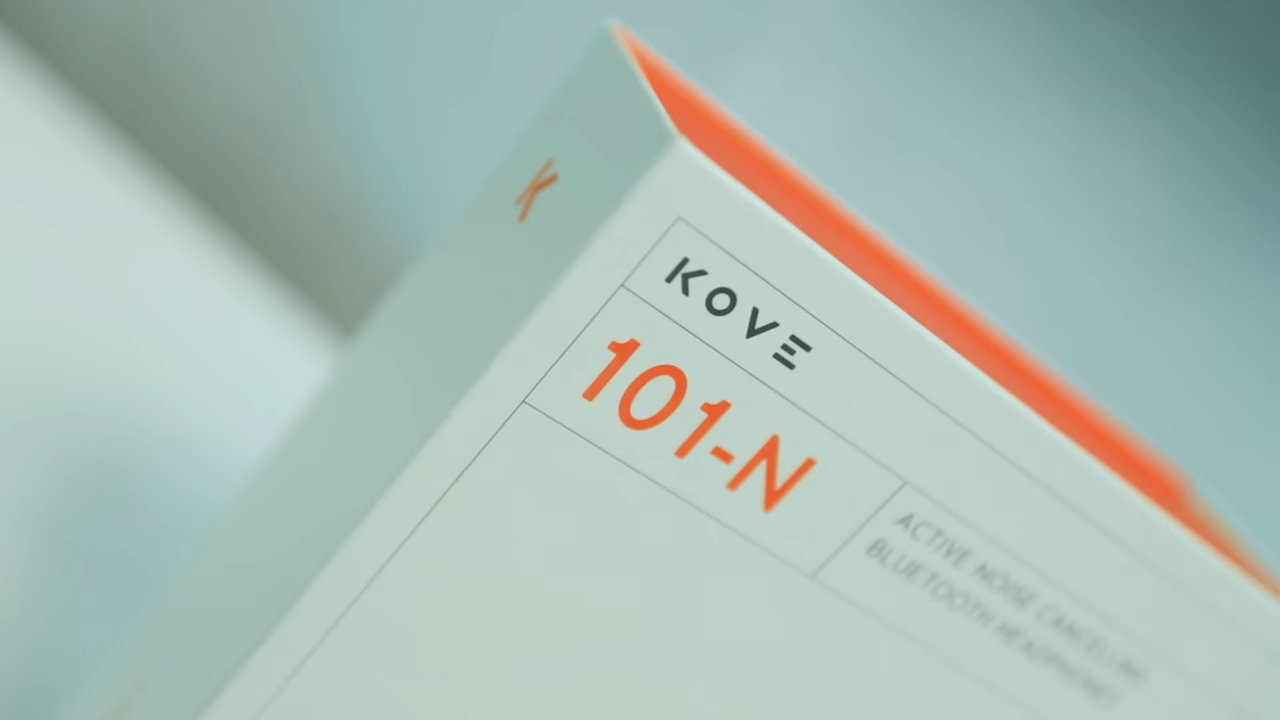 K
KOVE
101-N
ACTIVE NOISE CANCELLING
BLUETOOTH HEADPHONES